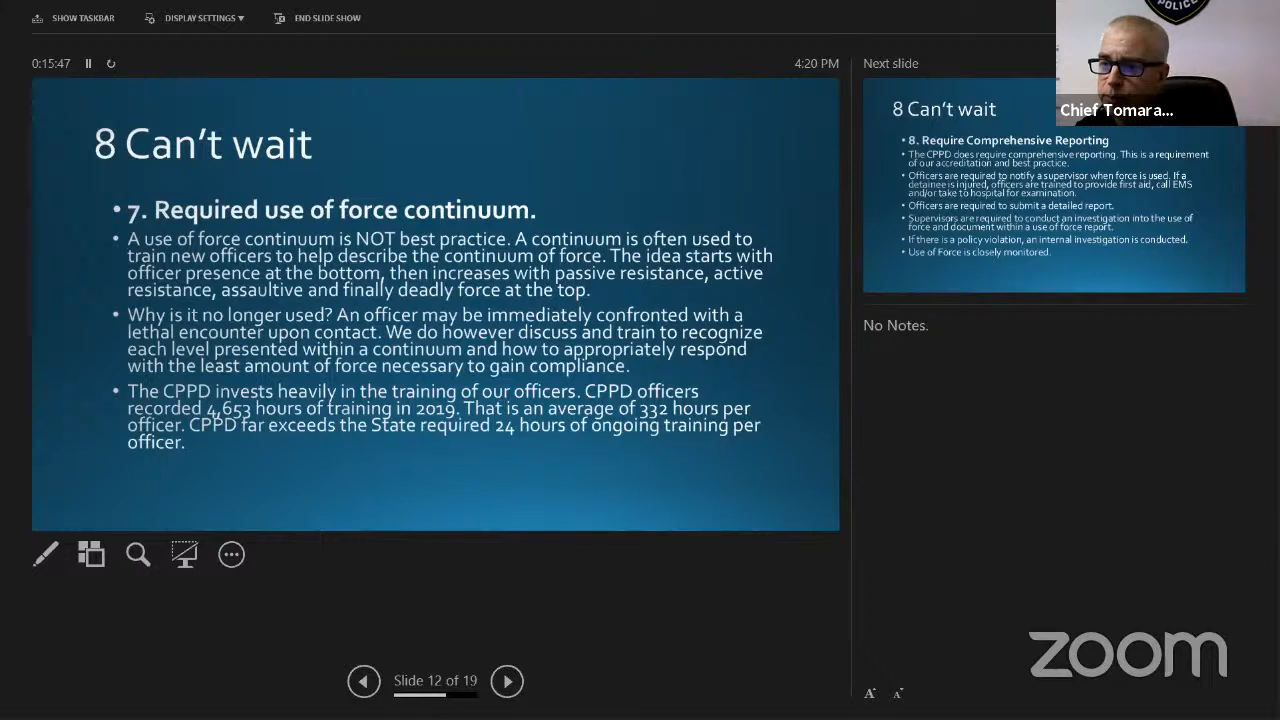 SHOW TASKBAR
DISPLAY SETTINGS ▾
END SLIDE SHOW
POLICE
0:15:47
4:20 PM
Next slide
Chief Tomara...
8 Can't wait
• 7. Required use of force continuum.
• A use of force continuum is NOT best practice. A continuum is often used to
train new officers to help describe the continuum of force. The idea starts with
officer presence at the bottom, then increases with passive resistance, active
resistance, assaultive and finally deadly force at the top.
• Why is it no longer used? An officer may be immediately confronted with a
lethal encounter upon contact. We do however discuss and train to recognize
each level presented within a continuum and how to appropriately respond
with the least amount of force necessary to gain compliance.
• The CPPD invests heavily in the training of our officers. CPPD officers
recorded 4,653 hours of training in 2019. That is an average of 332 hours per
officer. CPPD far exceeds the State required 24 hours of ongoing training per
officer.
8 Can't wait
• 8. Require Comprehensive Reporting
• The CPPD does require comprehensive reporting. This is a requirement
of our accreditation and best practice.
• Officers are required to notify a supervisor when force is used. If a
detainee is injured, officers are trained to provide first aid, call EMS
and/or take to hospital for examination.
• Officers are required to submit a detailed report.
• Supervisors are required to conduct an investigation into the use of
force and document within a use of force report.
• If there is a policy violation, an internal investigation is conducted.
• Use of Force is closely monitored.
No Notes.
Slide 12 of 19
A A
zoom